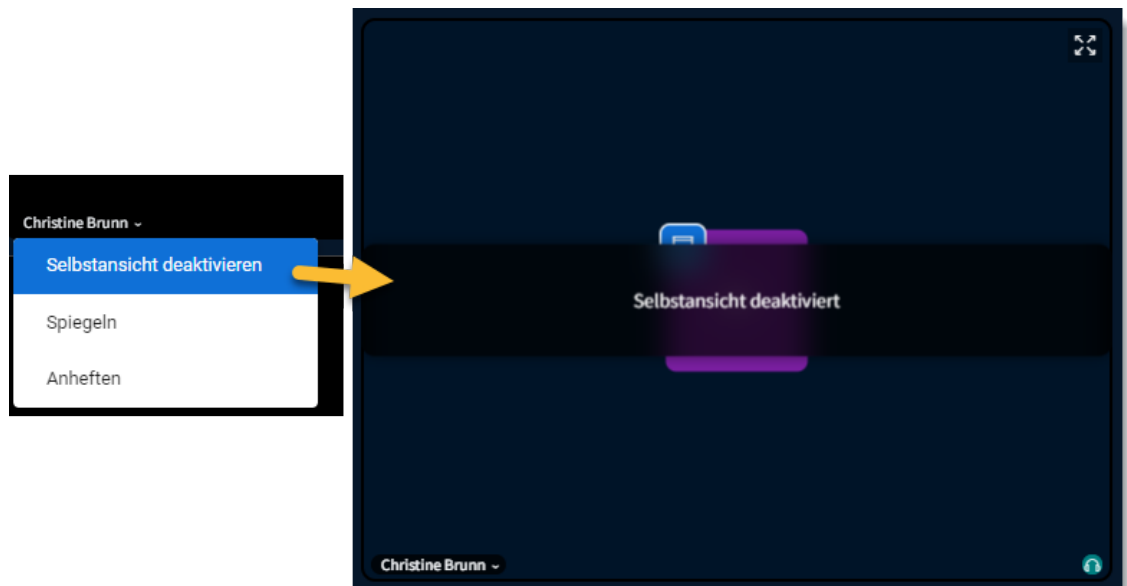 Christine Brunn
Selbstansicht deaktivieren
Spiegeln
Anheften
Selbstansicht deaktiviert
Christine Brunn